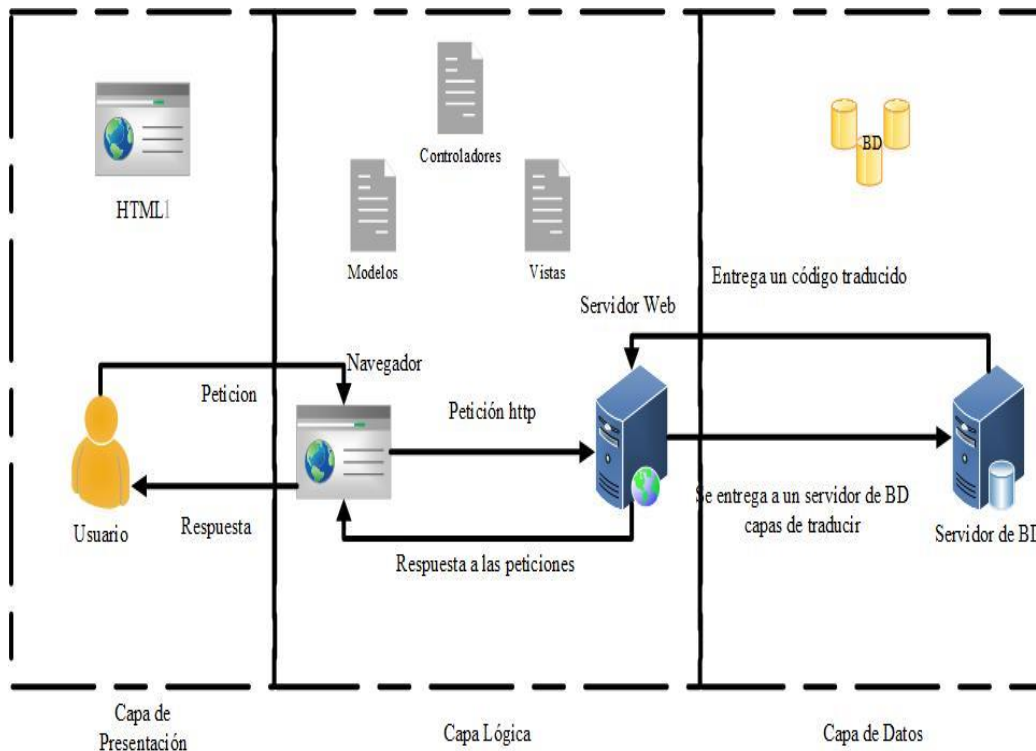 Controladores
BD
HTML1
Modelos
Vistas
Entrega un código traducido
Servidor Web
Navegador
Peticion
Petición http
Se entrega a un servidor de BD
capas de traducir
Usuario
Respuesta
Respuesta a las peticiones
Servidor de BD
Capa de
Presentación
Capa Lógica
Capa de Datos